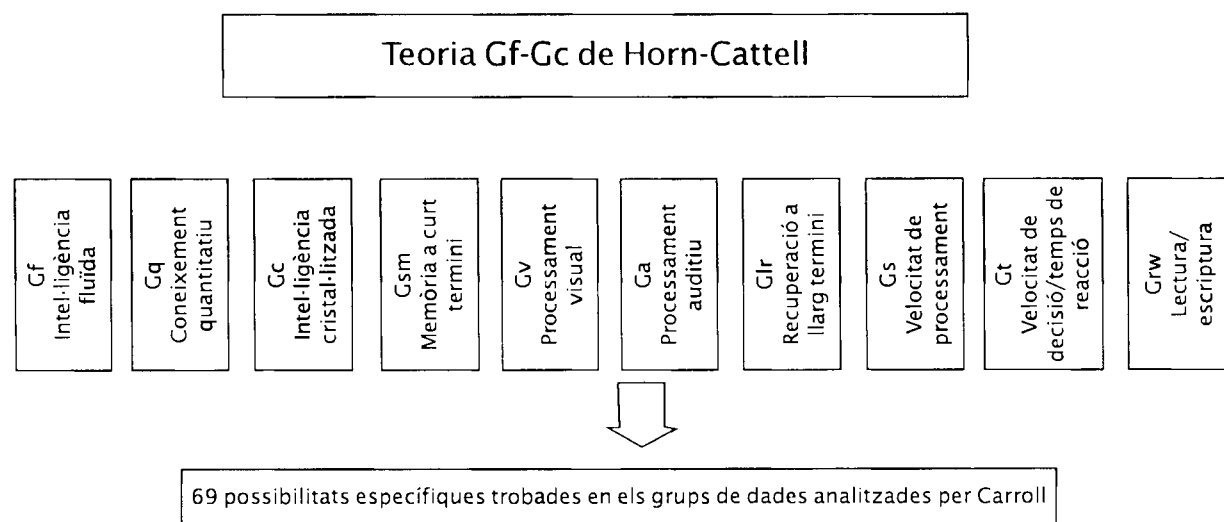 Teoria Gf-Gc de Horn-Cattell
Gf
Intel·ligència
fluïda
Gq
Coneixement
quantitatiu
Gc
Intel·ligència
cristal·litzada
Gsm
Memòria a curt
termini
Gv
Processament
visual
Ga
Processament
auditiu
Glr
Recuperació a
llarg termini
Gs
Velocitat de
processament
Gt
Velocitat de
decisió/temps de
reacció
Grw
Lectura/
escriptura
69 possibilitats específiques trobades en els grups de dades analitzades per Carroll